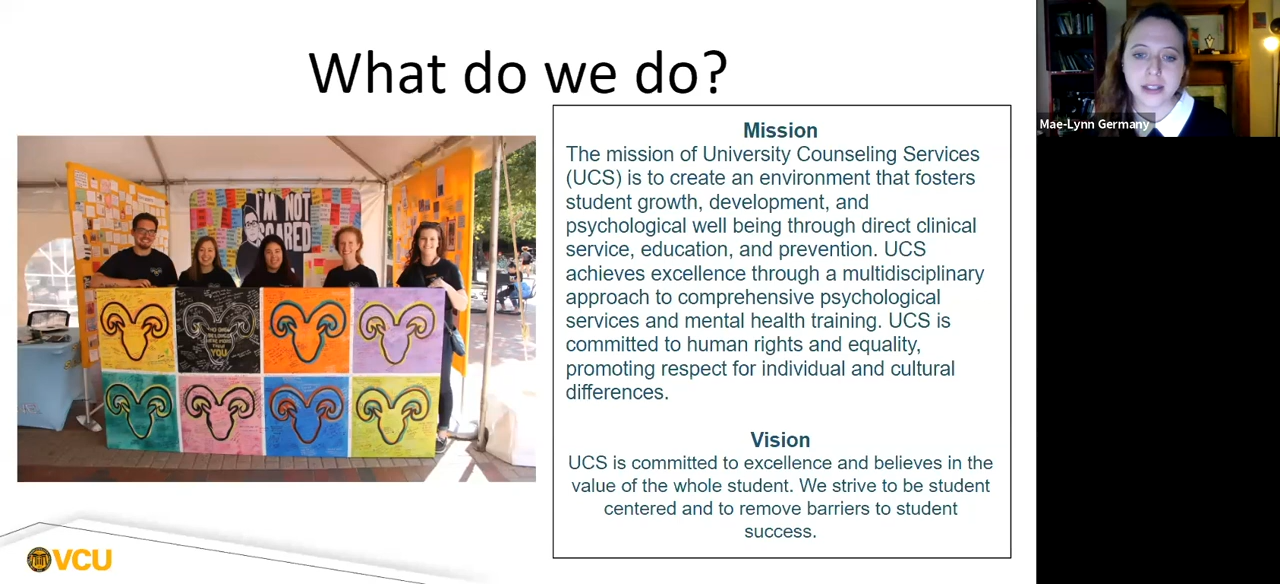 What do we do?
Mae-Lynn Germany
Mission
The mission of University Counseling Services
(UCS) is to create an environment that fosters
student growth, development, and
psychological well being through direct clinical
service, education, and prevention. UCS
achieves excellence through a multidisciplinary
approach to comprehensive psychological
services and mental health training. UCS is
committed to human rights and equality,
promoting respect for individual and cultural
differences.
Vision
UCS is committed to excellence and believes in the
value of the whole student. We strive to be student
centered and to remove barriers to student
success.
I'M NOT
SCARED
YOU
VCU